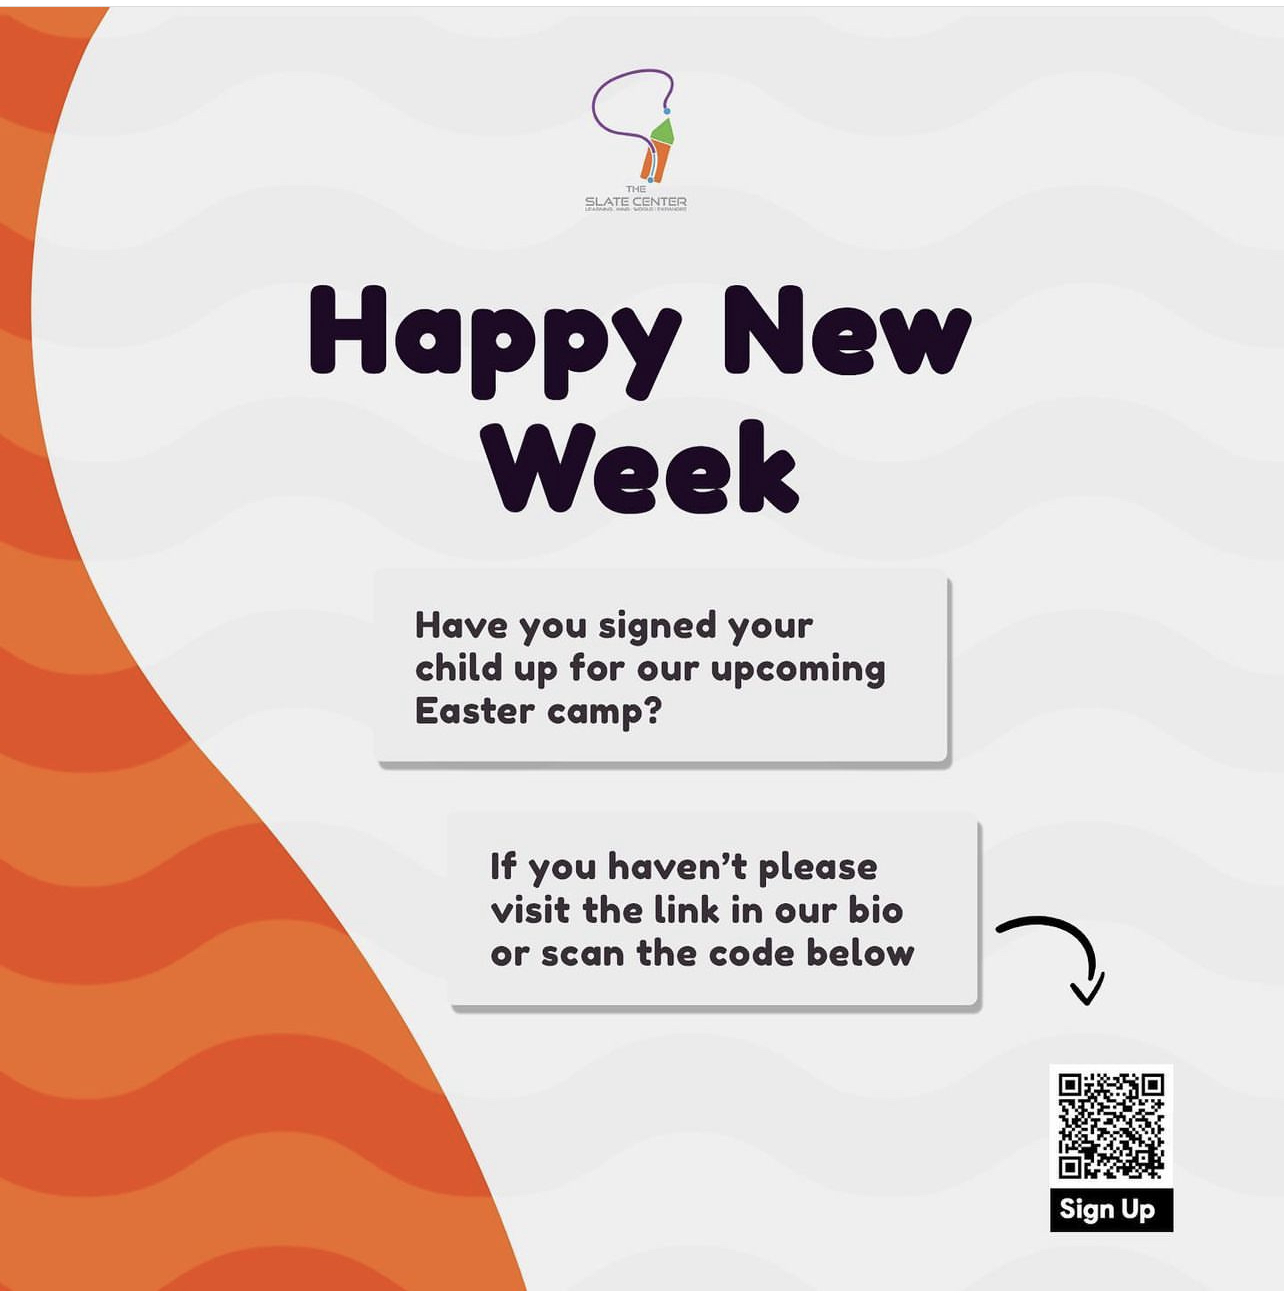 THE
SLATE CENTER
Happy New
Week
Have you signed your
child up for our upcoming
Easter camp?
If you haven't please
visit the link in our bio
or scan the code below
Sign Up